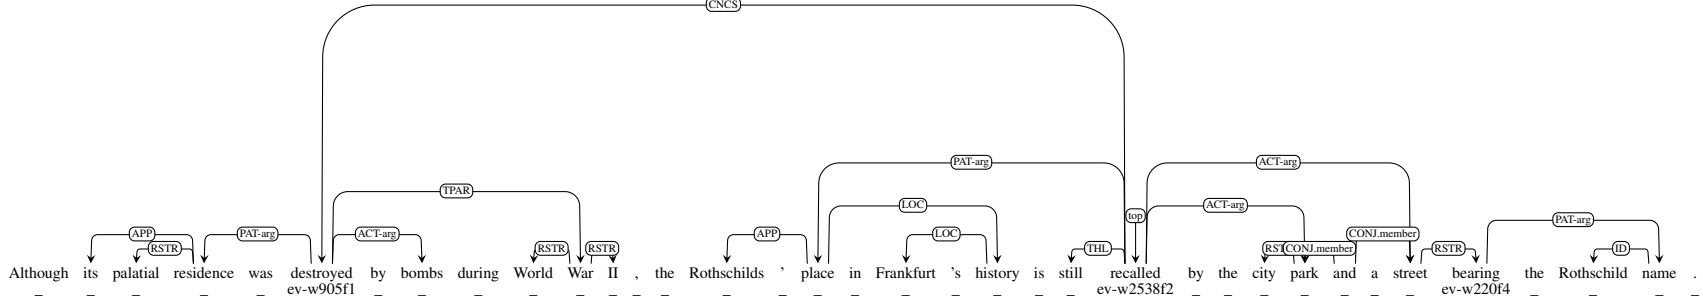 CNCS
PAT-arg ACT-arg
TPAR
LOC ACT-arg
top
PAT-arg
APP PAT-arg ACT-arg APP LOC CONJ.member
RSTR RSTR RSTR THL CONJ.member RSTR ID
Although its palatial residence was destroyed by bombs during World War II , the Rothschilds ' place in Frankfurt 's history is still recalled by the city park and a street bearing the Rothschild name .
ev-w905f1 ev-w2538f2 ev-w220f4